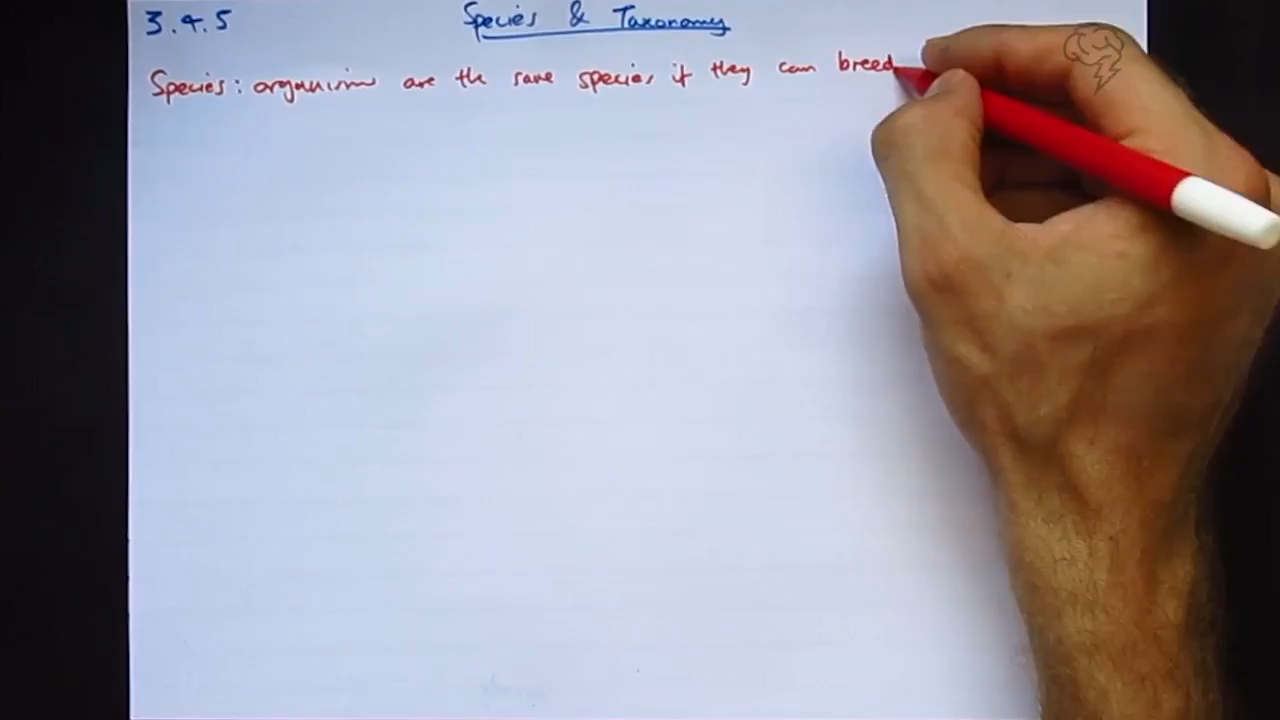 3.4.5
Species & Taxonomy
Species: organisms are the same species if they can breed